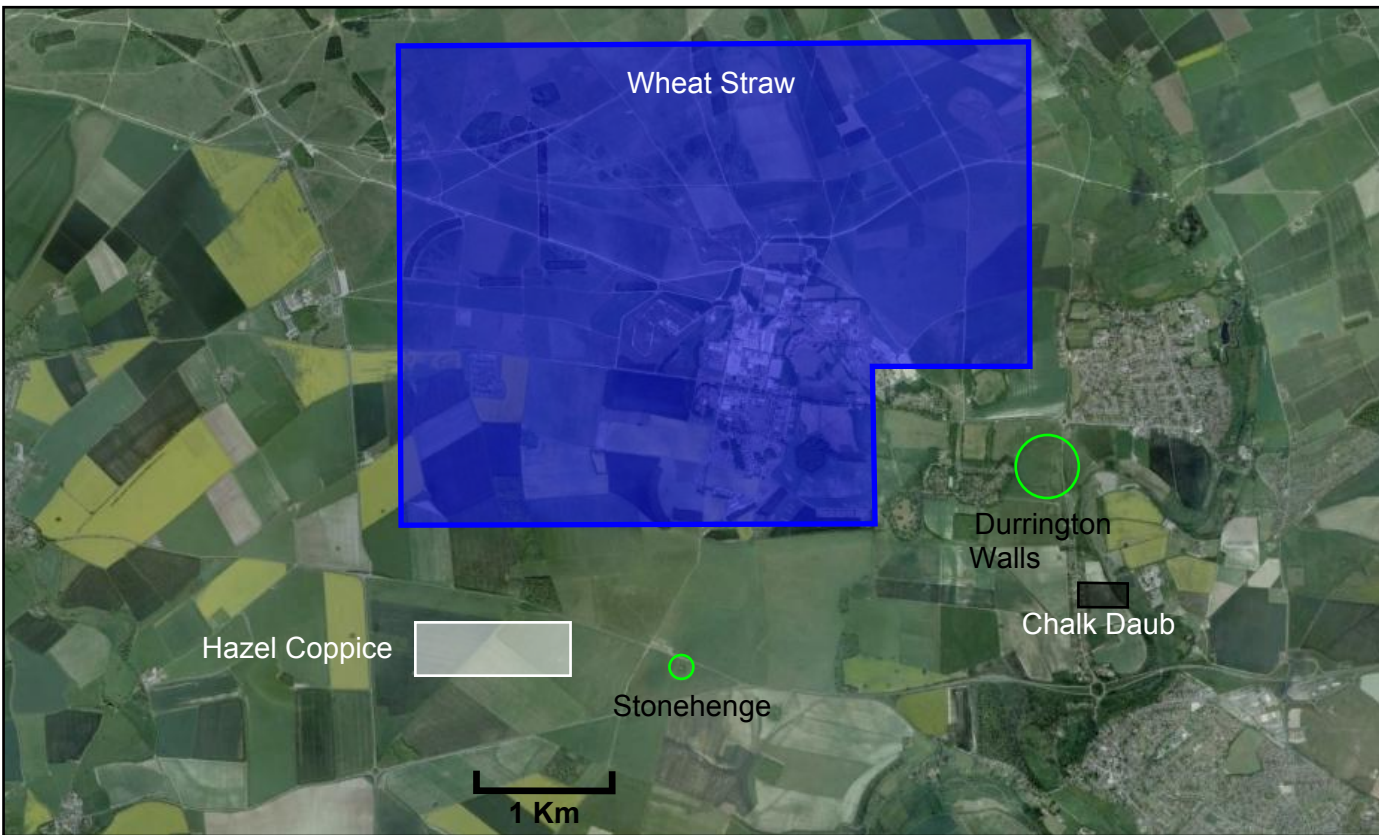 Wheat Straw
Durrington
Walls
Chalk Daub
Hazel Coppice
Stonehenge
1 Km